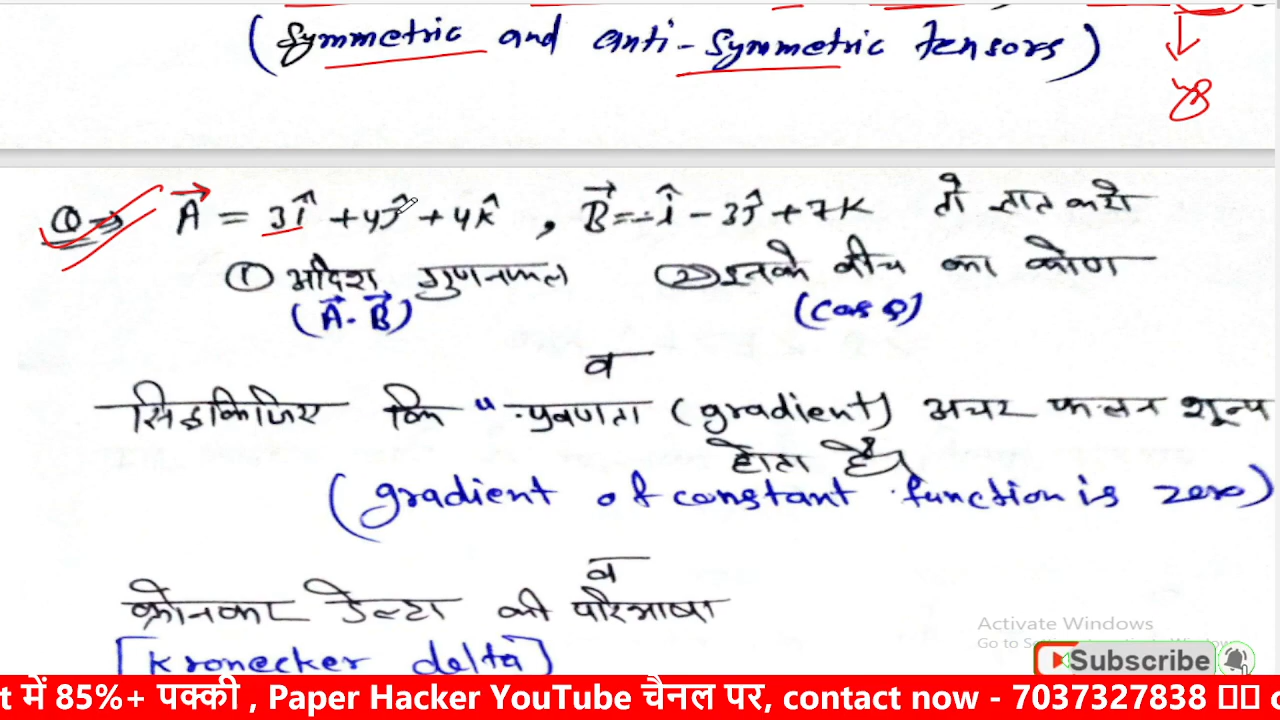 (Symmetric and anti-Symmetric tensors)
Q→ A⃗ = 3î + 4ĵ + 4k̂ , B⃗ = -î - 3ĵ + 7K तो ज्ञात करो
① अदिश गुणनफल ② इनके बीच का कोण
(A⃗ . B⃗) (Cos θ)
व
सिद्ध किजिए कि " प्रवणता (gradient) अचर फलन शून्य
होता है।
(gradient of constant function is zero)
व
क्रोनकर डेल्टा की परिभाषा
[Kronecker delta]
Activate Windows
Subscribe
t में 85%+ पक्की , Paper Hacker YouTube चैनल पर, contact now - 7037327838